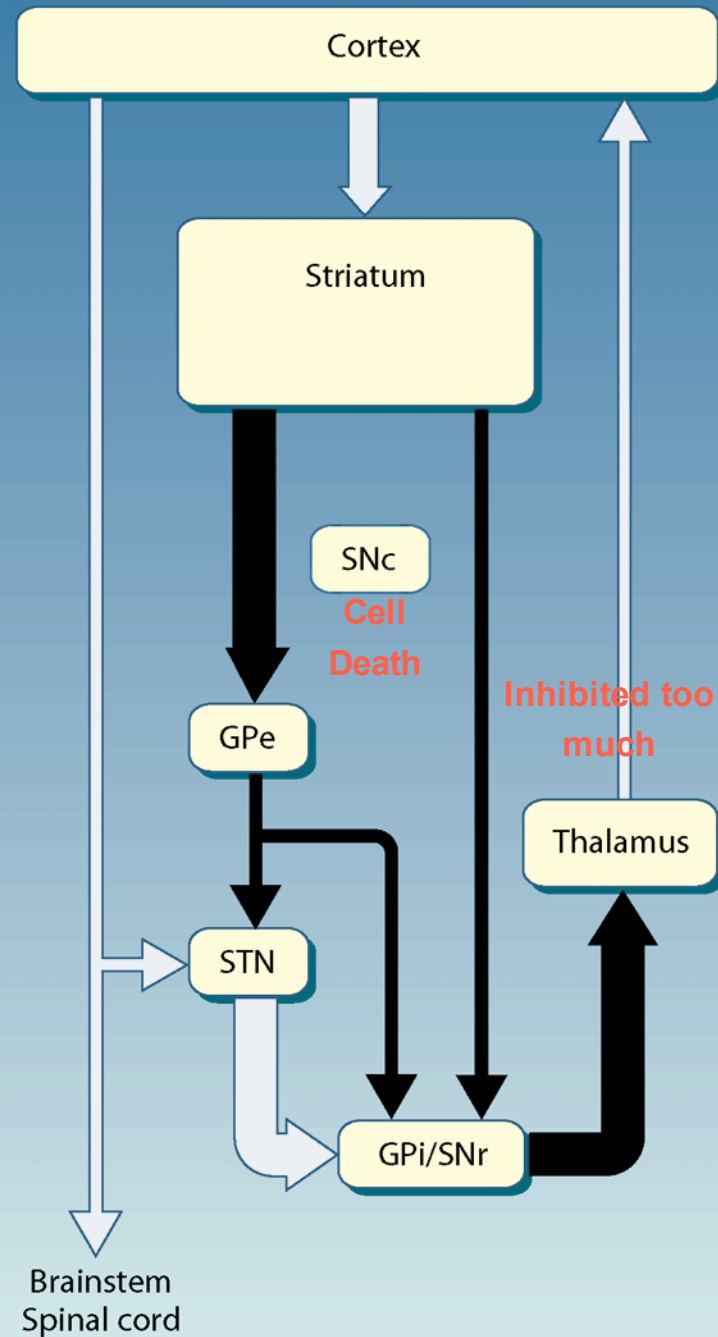 Cortex
Striatum
SNc
Cell
Death
Inhibited too
much
GPe
Thalamus
STN
GPi/SNr
Brainstem
Spinal cord